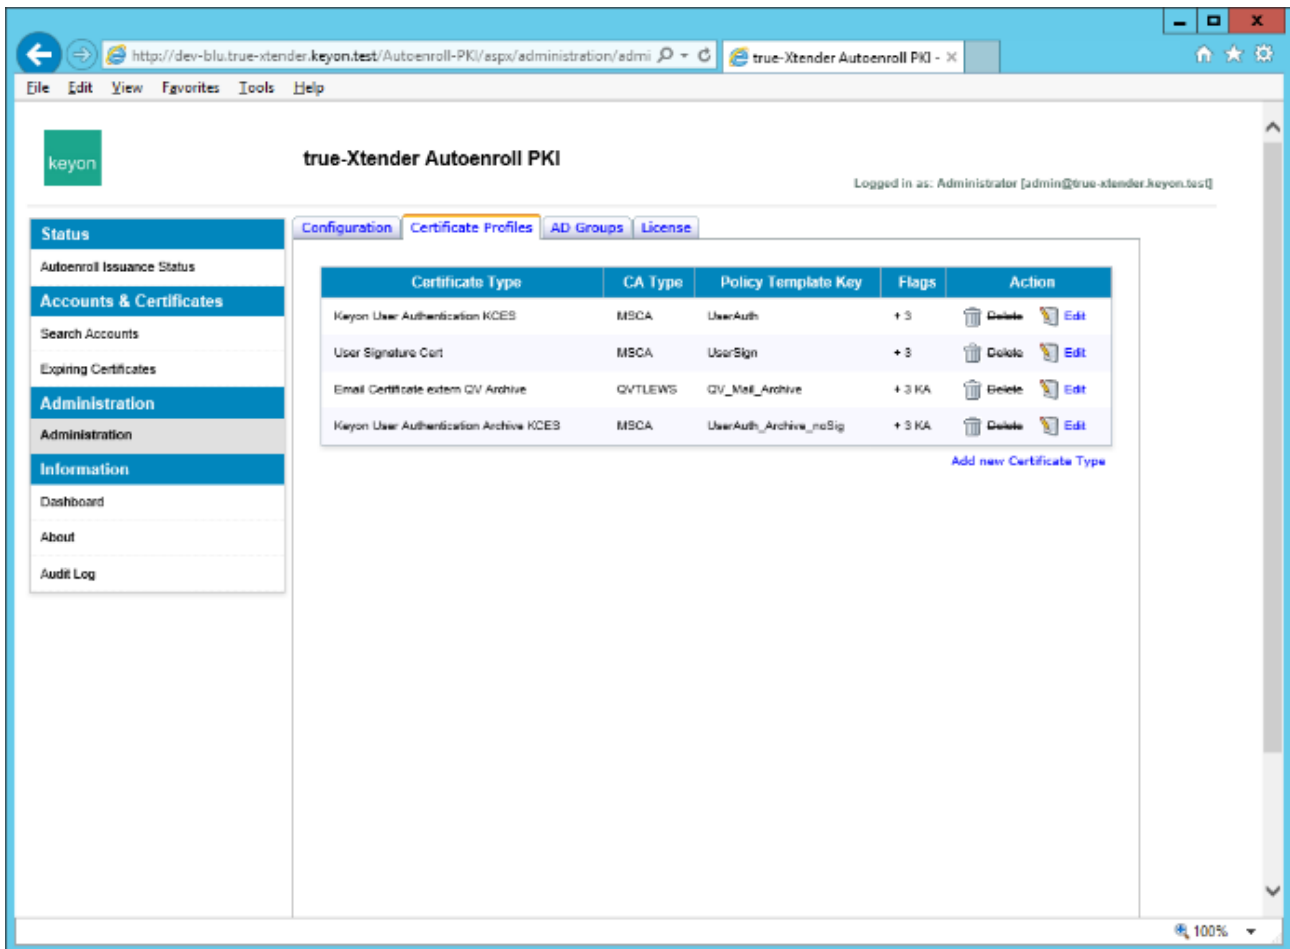 http://dev-blu.true-xtender.keyon.test/Autoenroll-PKI/aspx/administration/admi
true-Xtender Autoenroll PKI -
File Edit View Favorites Tools Help
keyon
true-Xtender Autoenroll PKI
Logged in as: Administrator [admin@true-xtender.keyon.test]
Status
Autoenroll Issuance Status
Accounts & Certificates
Search Accounts
Expiring Certificates
Administration
Administration
Information
Dashboard
About
Audit Log
Configuration Certificate Profiles AD Groups License
Certificate Type CA Type Policy Template Key Flags Action
Keyon User Authentication KCES MSCA UserAuth + 3 Delete Edit
User Signature Cert MSCA UserSign + 3 Delete Edit
Email Certificate extern QV Archive QVTLEWS QV_Mail_Archive + 3 KA Delete Edit
Keyon User Authentication Archive KCES MSCA UserAuth_Archive_noSig + 3 KA Delete Edit
Add new Certificate Type
100%